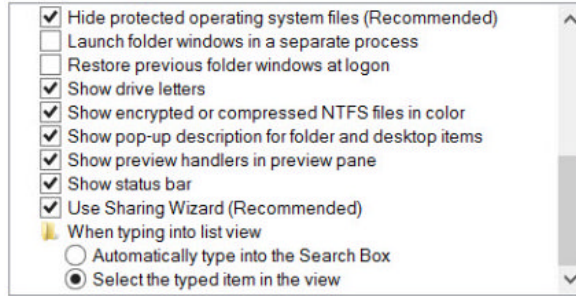 Hide protected operating system files (Recommended)
Launch folder windows in a separate process
Restore previous folder windows at logon
Show drive letters
Show encrypted or compressed NTFS files in color
Show pop-up description for folder and desktop items
Show preview handlers in preview pane
Show status bar
Use Sharing Wizard (Recommended)
When typing into list view
Automatically type into the Search Box
Select the typed item in the view